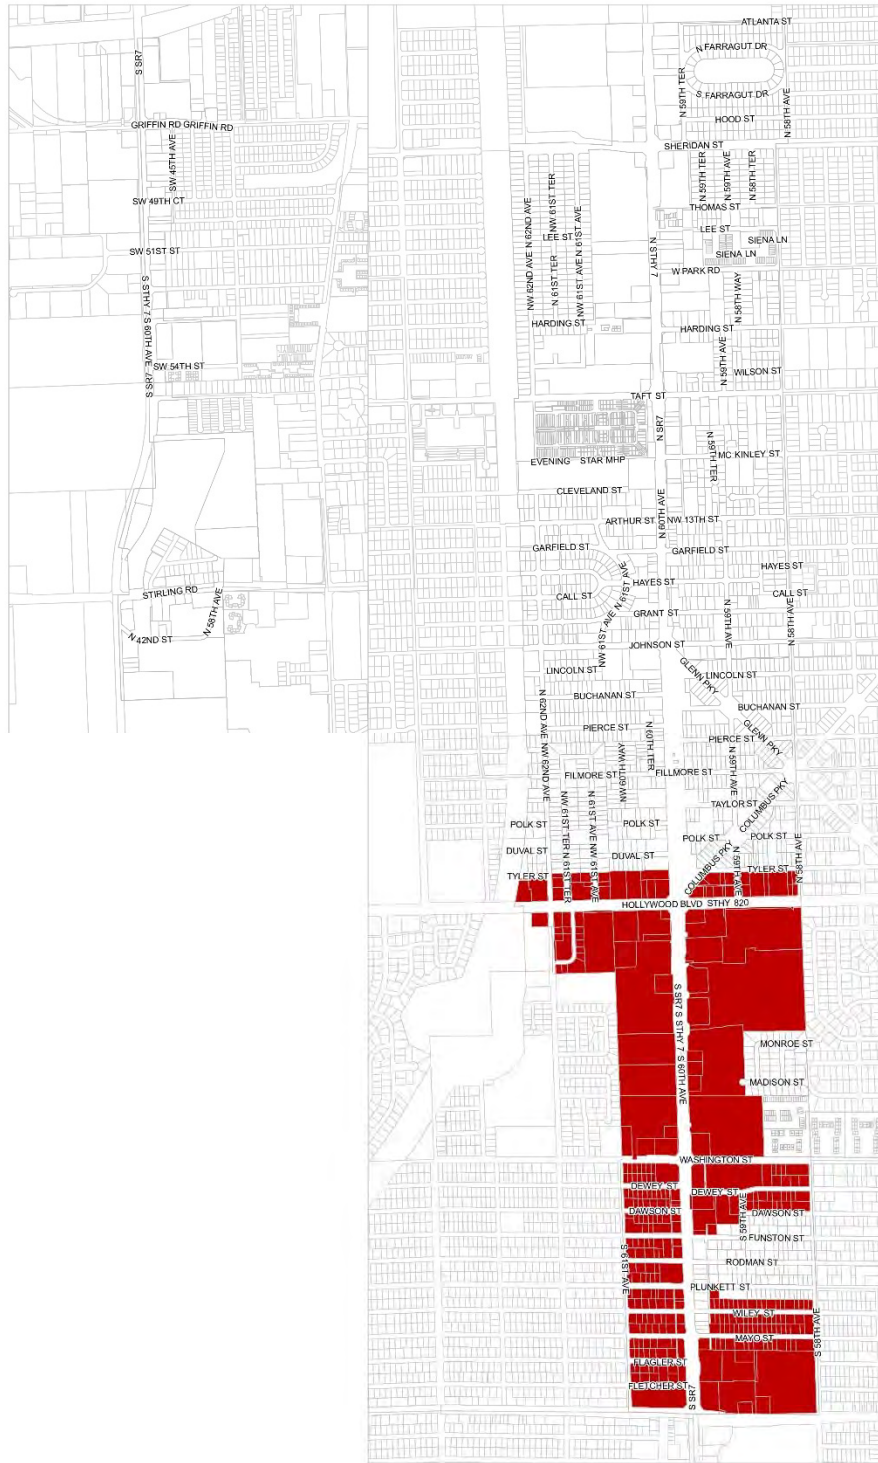 S SR7
GRIFFIN RD GRIFFIN RD
SW 45TH AVE
SW 49TH CT
SW 51ST ST
S STHY 7 S 60TH AVE
SW 54TH ST
S SR7
STIRLING RD
N 58TH AVE
N 42ND ST
ATLANTA ST
N FARRAGUT DR
N 59TH TER
S FARRAGUT DR
N 58TH AVE
HOOD ST
SHERIDAN ST
N 59TH TER
N 59TH AVE
N 58TH TER
NW 61ST TER
NW 62ND AVE N 62ND AVE
THOMAS ST
LEE ST
LEE ST
SIENA LN
SIENA LN
N STHY 7
W PARK RD
N 61ST TER
NW 61ST AVE N 61ST AVE
N 58TH WAY
HARDING ST
HARDING ST
N 59TH AVE
WILSON ST
TAFT ST
N SR7
N 59TH TER
MC KINLEY ST
EVENING STAR MHP
CLEVELAND ST
N 60TH AVE
ARTHUR ST
NW 13TH ST
GARFIELD ST
GARFIELD ST
HAYES ST
HAYES ST
CALL ST
CALL ST
NW 61ST AVE N 61ST AVE
GRANT ST
N 59TH AVE
N 58TH AVE
JOHNSON ST
GLENN PKY
LINCOLN ST
LINCOLN ST
BUCHANAN ST
BUCHANAN ST
N 62ND AVE NW 62ND AVE
PIERCE ST
N 60TH TER
PIERCE ST
GLENN PKY
NW 60TH WAY
FILMORE ST
FILLMORE ST
N 59TH AVE
TAYLOR ST
COLUMBUS PKY
NW 61ST TER N 61ST TER
N 61ST AVE NW 61ST AVE
POLK ST
POLK ST
POLK ST
POLK ST
DUVAL ST
DUVAL ST
COLUMBUS PKY
N 59TH AVE
N 58TH AVE
TYLER ST
TYLER ST
HOLLYWOOD BLVD STHY 820
S SR7 S STHY 7 S 60TH AVE
MONROE ST
MADISON ST
WASHINGTON ST
DEWEY ST
DEWEY ST
DAWSON ST
S 59TH AVE
DAWSON ST
FUNSTON ST
S 61ST AVE
RODMAN ST
PLUNKETT ST
WILEY ST
MAYO ST
S 58TH AVE
FLAGLER ST
FLETCHER ST
S SR7